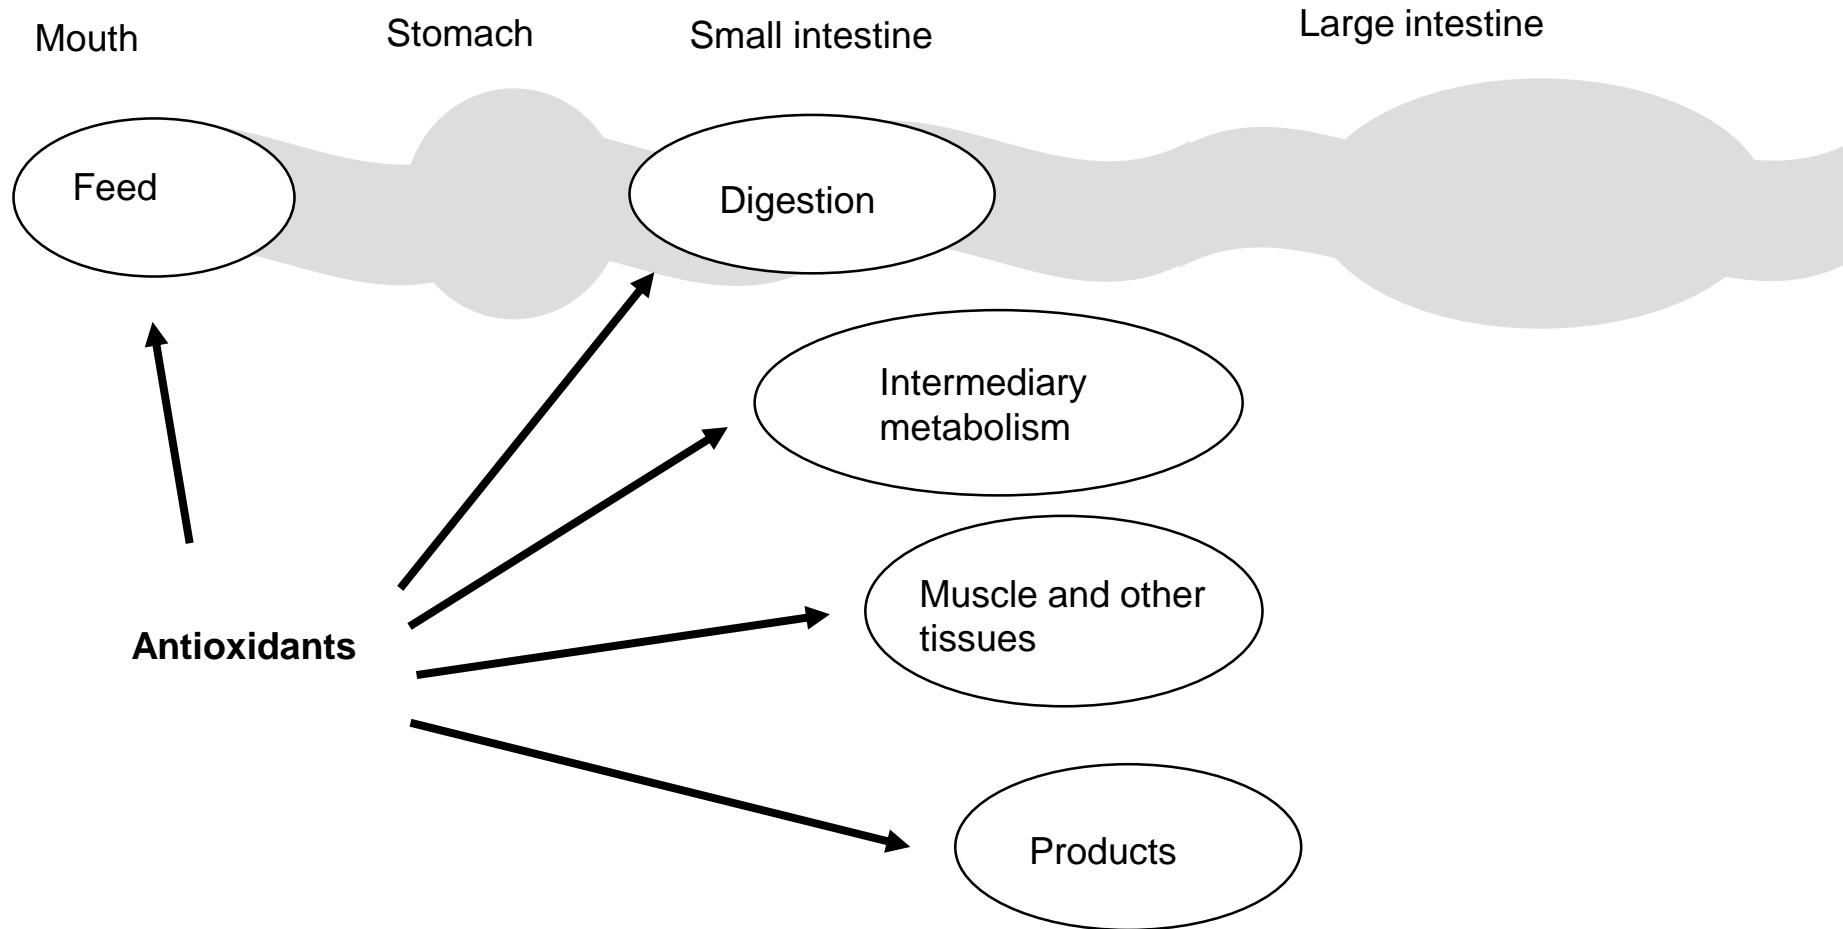 Mouth
Stomach
Small intestine
Large intestine
Feed
Digestion
Intermediary
metabolism
Muscle and other
tissues
Antioxidants
Products